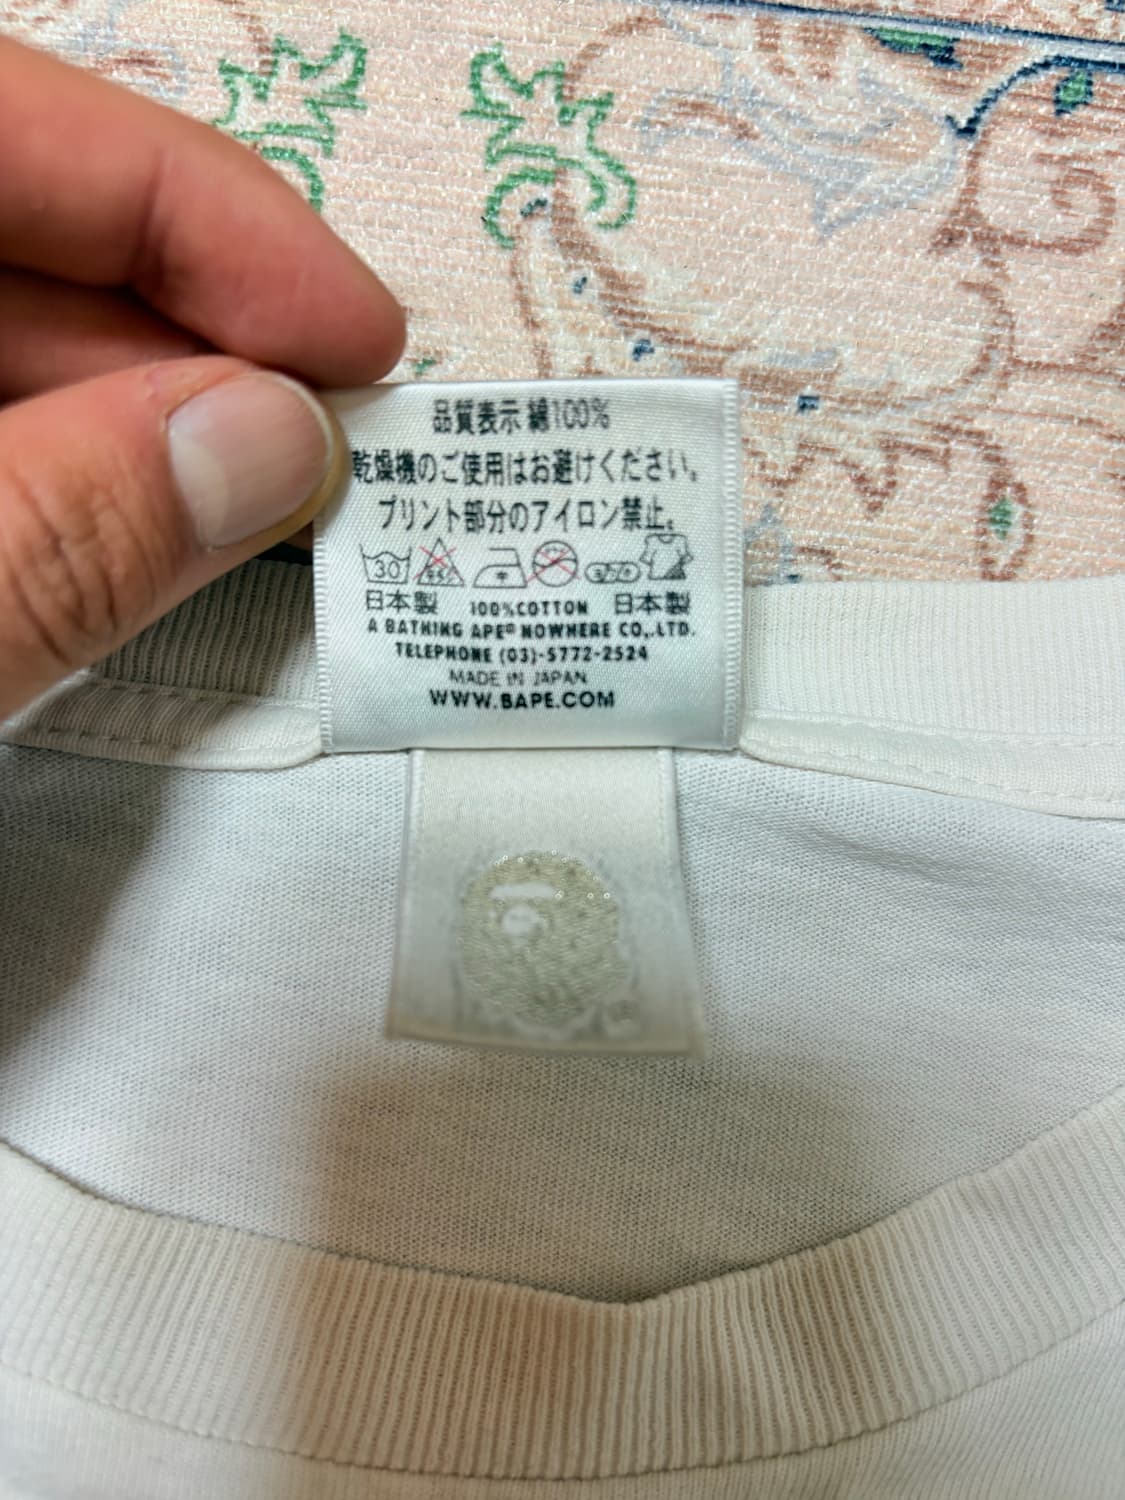 品質表示 綿100%
乾燥機のご使用はお避けください。
プリント部分のアイロン禁止。
30
日本製 100%COTTON 日本製
A BATHING APE® NOWHERE CO,.LTD.
TELEPHONE (03)-5772-2524
MADE IN JAPAN
WWW.BAPE.COM